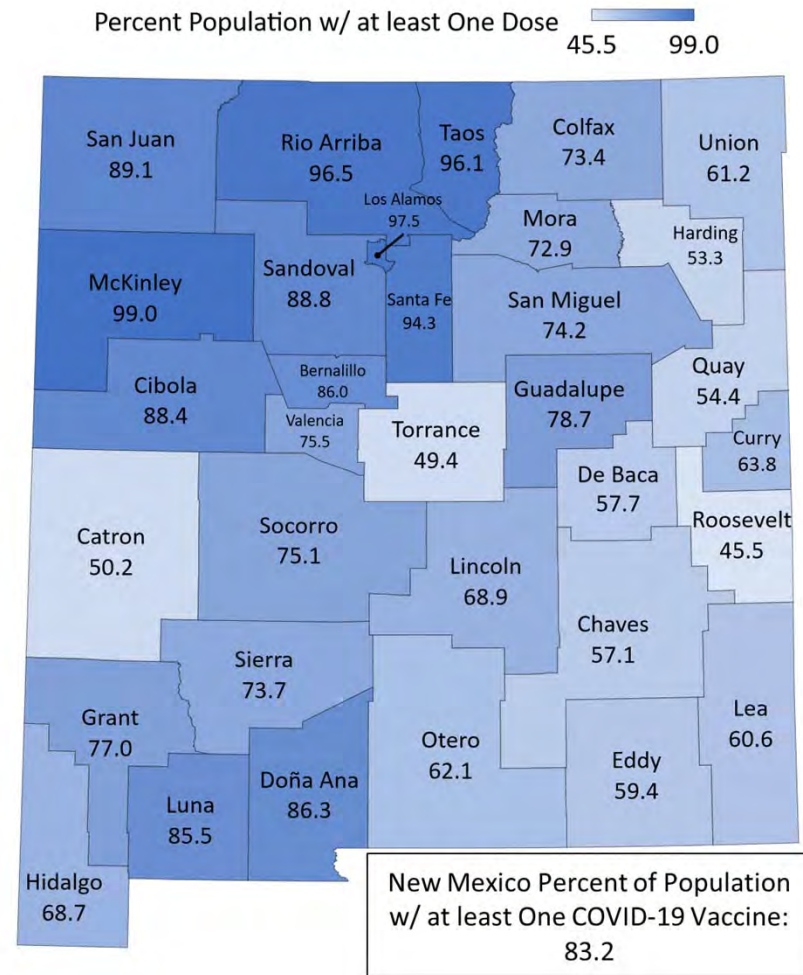 Percent Population w/ at least One Dose
45.5 99.0
San Juan
89.1
Rio Arriba
96.5
Taos
96.1
Colfax
73.4
Union
61.2
Los Alamos
97.5
Mora
72.9
Harding
53.3
McKinley
99.0
Sandoval
88.8
Santa Fe
94.3
San Miguel
74.2
Quay
54.4
Cibola
88.4
Bernalillo
86.0
Guadalupe
78.7
Valencia
75.5
Torrance
49.4
Curry
63.8
De Baca
57.7
Catron
50.2
Socorro
75.1
Roosevelt
45.5
Lincoln
68.9
Chaves
57.1
Sierra
73.7
Grant
77.0
Otero
62.1
Lea
60.6
Eddy
59.4
Luna
85.5
Doña Ana
86.3
Hidalgo
68.7
New Mexico Percent of Population
w/ at least One COVID-19 Vaccine:
83.2